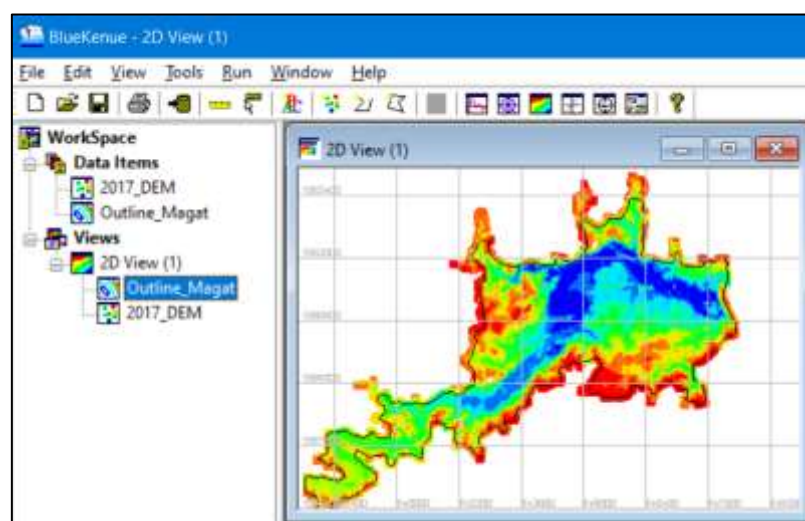 BlueKenue - 2D View (1)
File Edit View Tools Run Window Help
WorkSpace
Data Items
2017_DEM
Outline_Magat
Views
2D View (1)
Outline_Magat
2017_DEM
2D View (1)